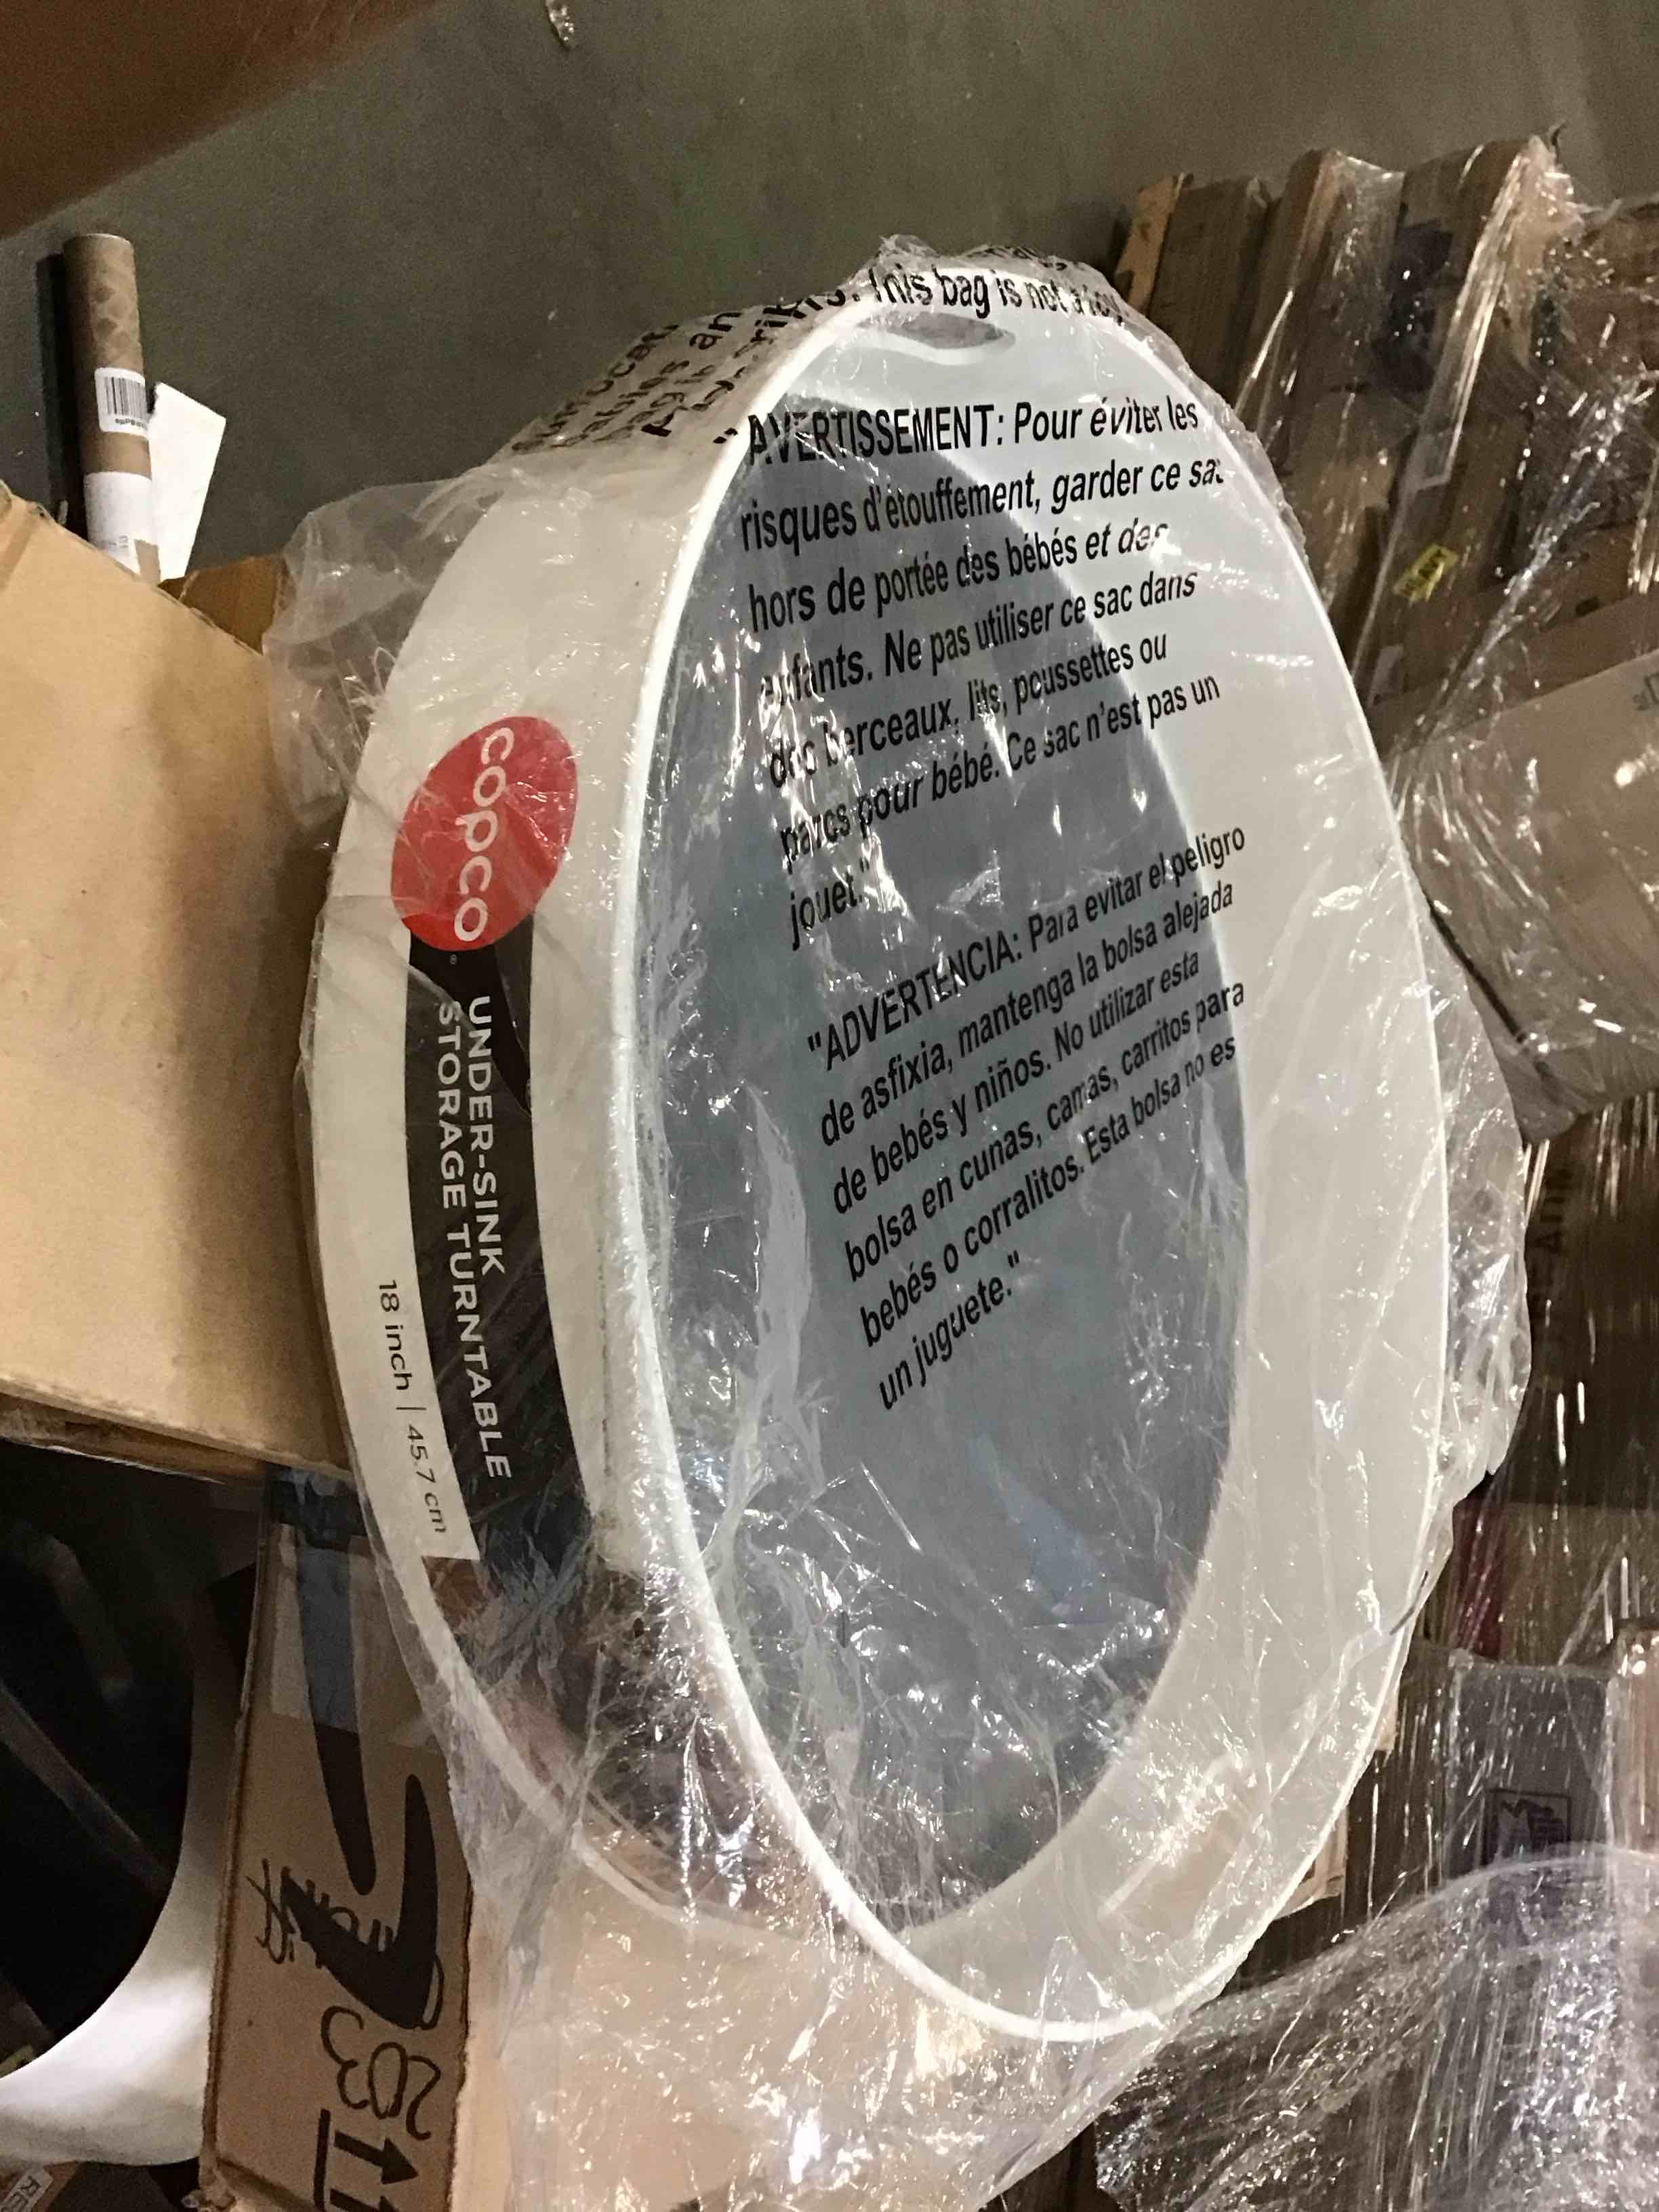 This bag is not a toy.
"AVERTISSEMENT: Pour éviter les
risques d'étouffement, garder ce sac
hors de portée des bébés et des
enfants. Ne pas utiliser ce sac dans
des berceaux, lits, poussettes ou
parcs pour bébé. Ce sac n'est pas un
jouet."
"ADVERTENCIA: Para evitar el peligro
de asfixia, mantenga la bolsa alejada
de bebés y niños. No utilizar esta
bolsa en cunas, camas, carritos para
bebés o corralitos. Esta bolsa no es
un juguete."
copco®
UNDER-SINK
STORAGE TURNTABLE
18 inch | 45.7 cm
203